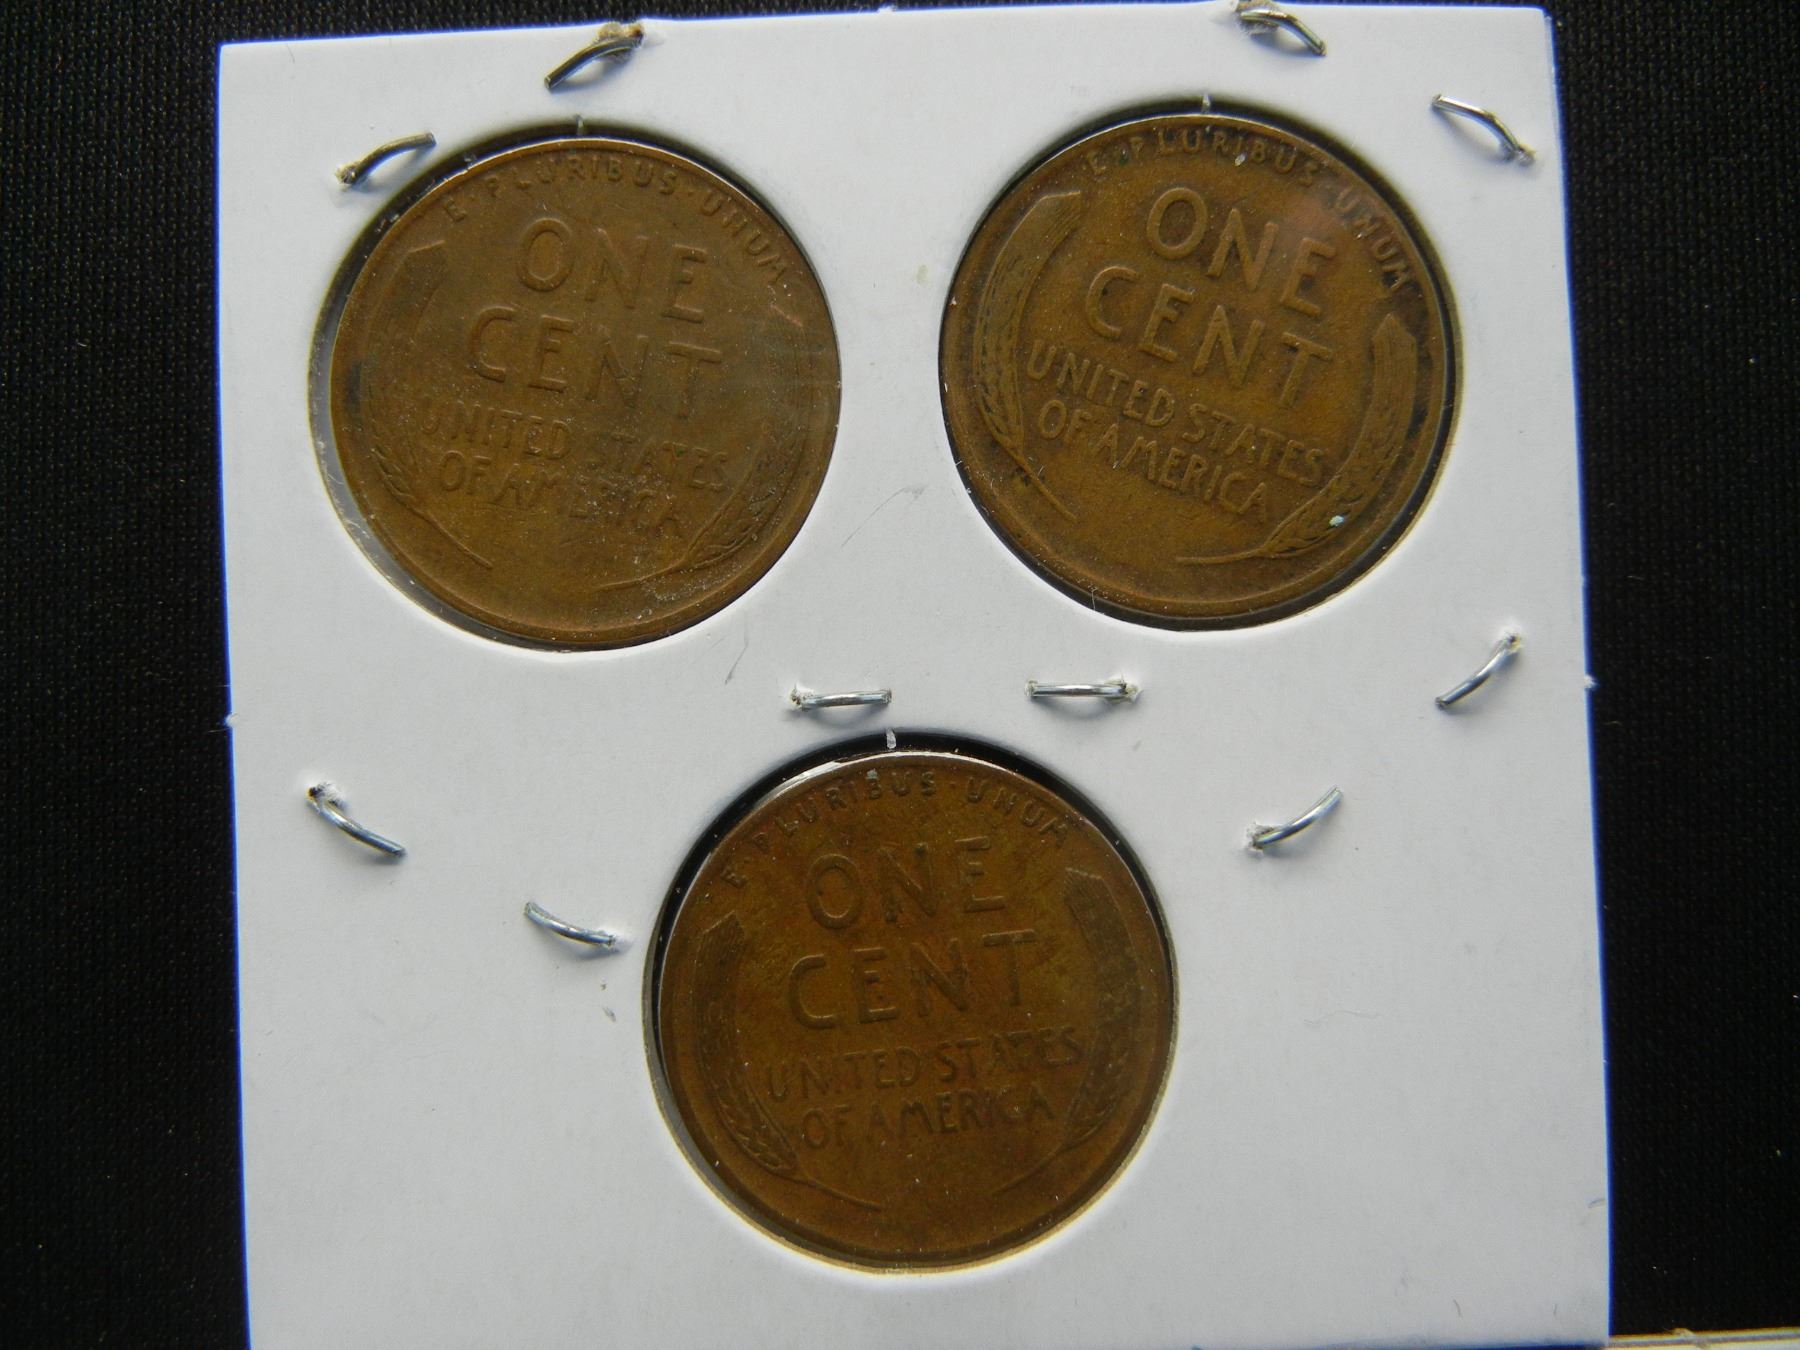 E · PLURIBUS · UNUM
ONE
CENT
UNITED STATES
OF AMERICA
E · PLURIBUS · UNUM
ONE
CENT
UNITED STATES
OF AMERICA
E · PLURIBUS · UNUM
ONE
CENT
UNITED STATES
OF AMERICA